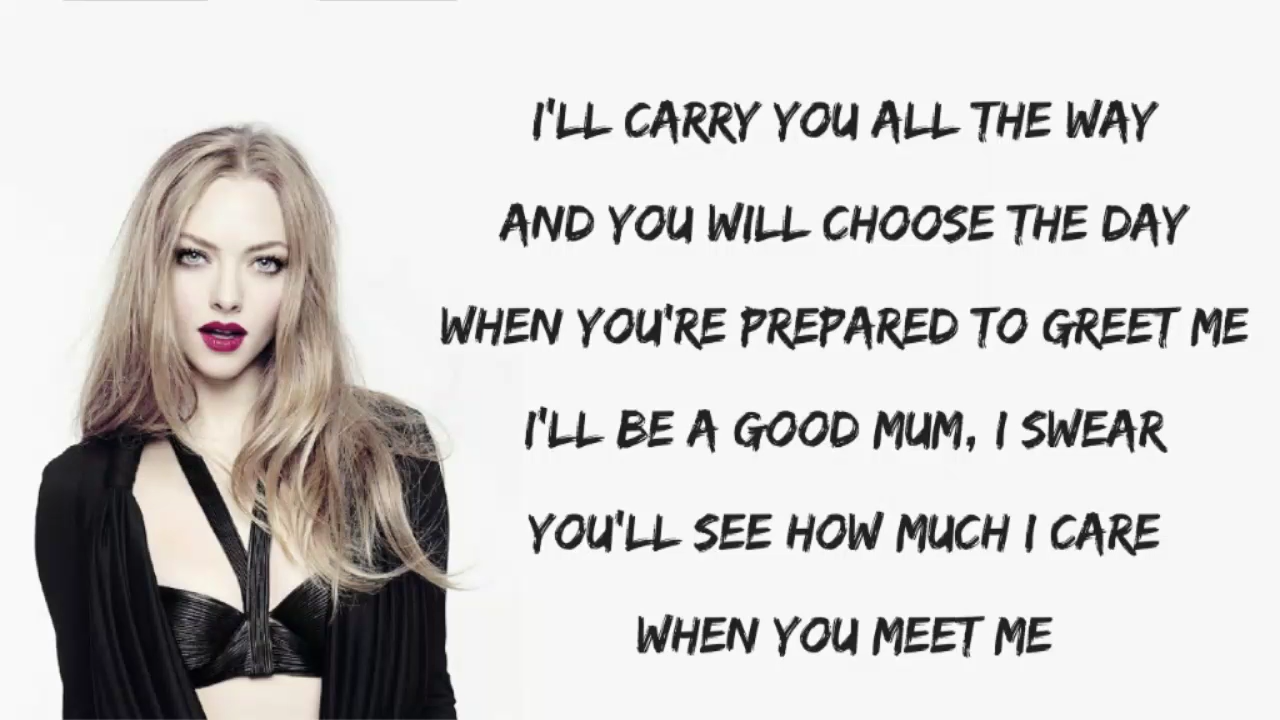 I'LL CARRY YOU ALL THE WAY
AND YOU WILL CHOOSE THE DAY
WHEN YOU'RE PREPARED TO GREET ME
I'LL BE A GOOD MUM, I SWEAR
YOU'LL SEE HOW MUCH I CARE
WHEN YOU MEET ME